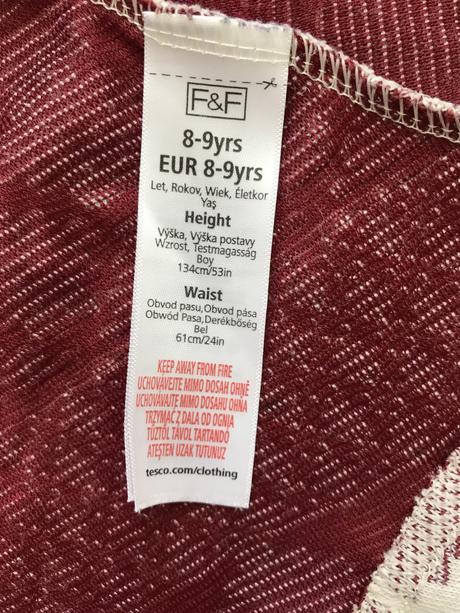 F&F
8-9yrs
EUR 8-9yrs
Let, Rokov, Wiek, Életkor
Yaş
Height
Výška, Výška postavy
Wzrost, Testmagasság
Boy
134cm/53in
Waist
Obvod pasu,Obvod pása
Obwód Pasa,Derékbőség
Bel
61cm/24in
KEEP AWAY FROM FIRE
UCHOVÁVEJTE MIMO DOSAH OHNĚ
UCHOVÁVAJTE MIMO DOSAHU OHŇA
TRZYMAĆ Z DALA OD OGNIA
TŰZTŐL TÁVOL TARTANDÓ
ATEŞTEN UZAK TUTUNUZ
tesco.com/clothing